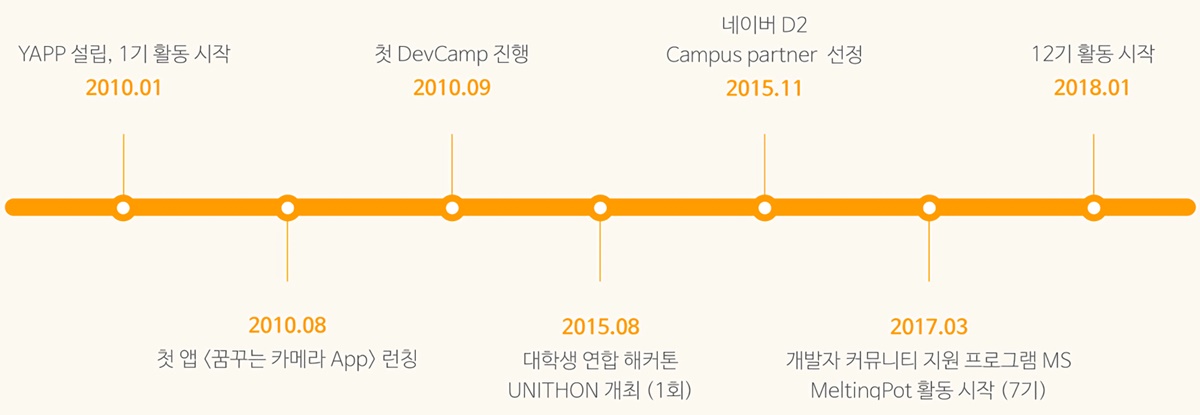 YAPP 설립, 1기 활동 시작
2010.01
2010.08
첫 앱 <꿈꾸는 카메라 App> 런칭
첫 DevCamp 진행
2010.09
2015.08
대학생 연합 해커톤
UNITHON 개최 (1회)
네이버 D2
Campus partner 선정
2015.11
2017.03
개발자 커뮤니티 지원 프로그램 MS
MeltingPot 활동 시작 (7기)
12기 활동 시작
2018.01